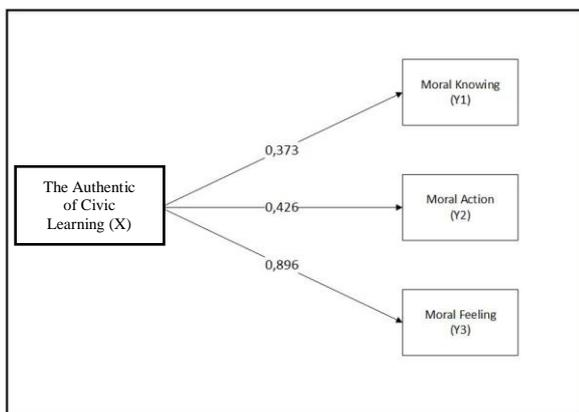 Moral Knowing
(Y1)
0,373
The Authentic
of Civic
Learning (X)
0,426
Moral Action
(Y2)
0,896
Moral Feeling
(Y3)